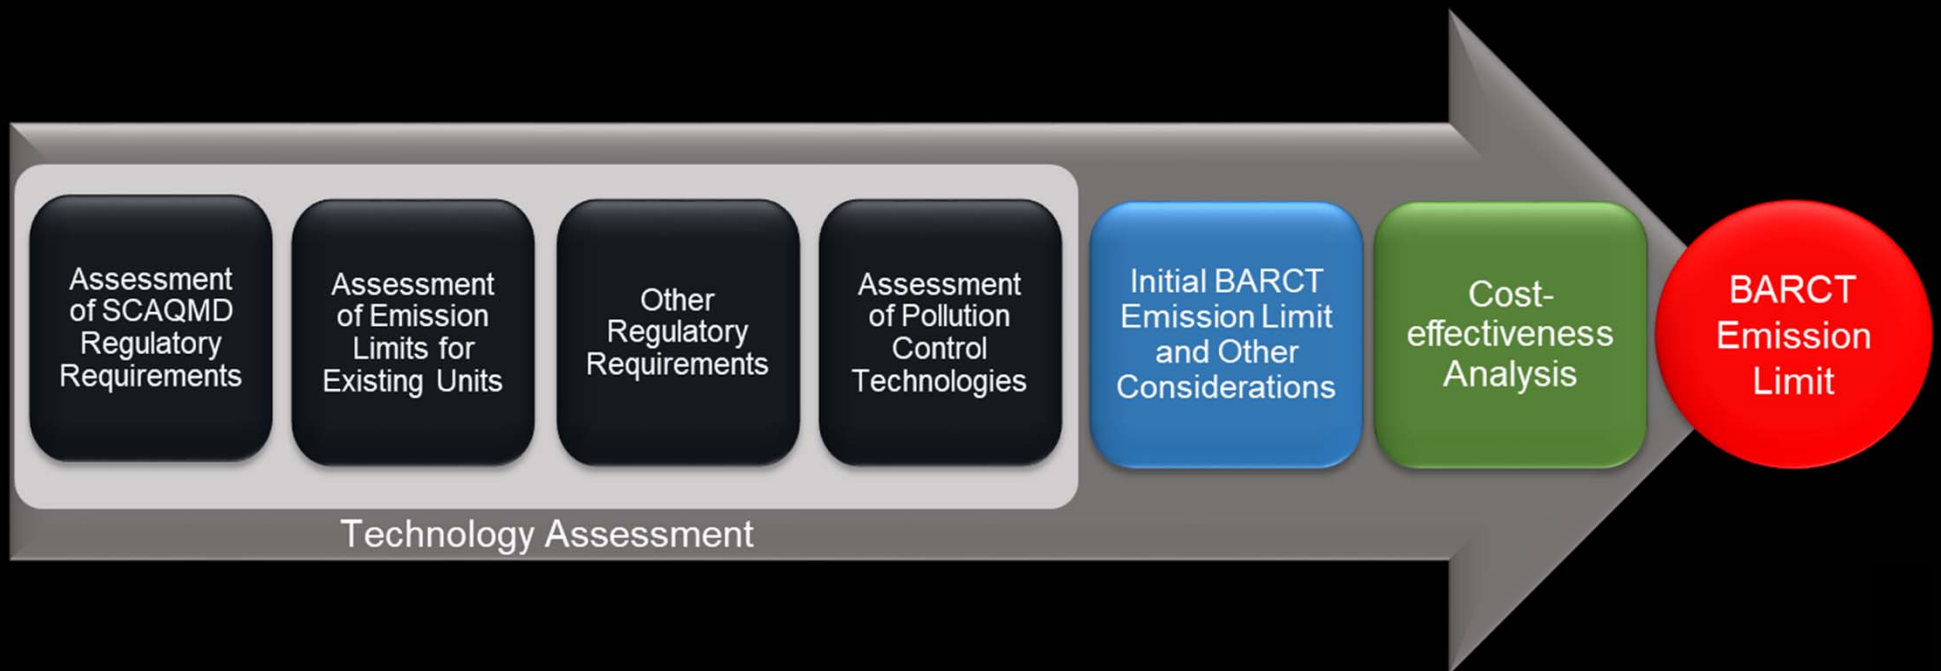 Assessment
of SCAQMD
Regulatory
Requirements
Assessment
of Emission
Limits for
Existing Units
Other
Regulatory
Requirements
Assessment
of Pollution
Control
Technologies
Initial BARCT
Emission Limit
and Other
Considerations
Cost-
effectiveness
Analysis
BARCT
Emission
Limit
Technology Assessment